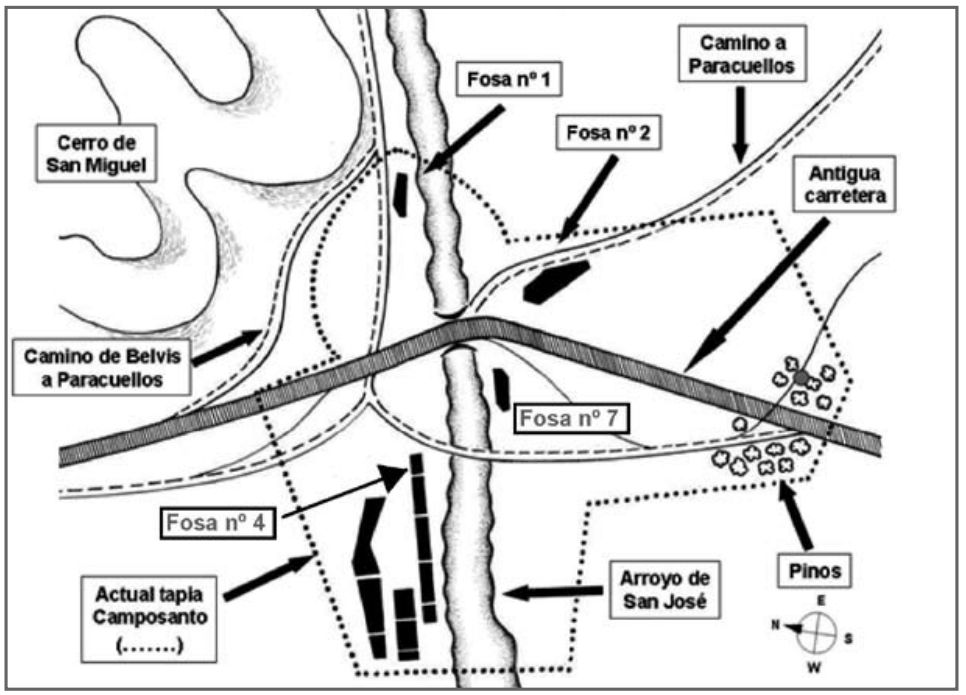 Camino a
Paracuellos
Fosa nº 1
Cerro de
San Miguel
Fosa nº 2
Antigua
carretera
Camino de Belvis
a Paracuellos
Fosa nº 7
Fosa nº 4
Actual tapia
Camposanto
(.......)
Arroyo de
San José
Pinos
E
N
S
W